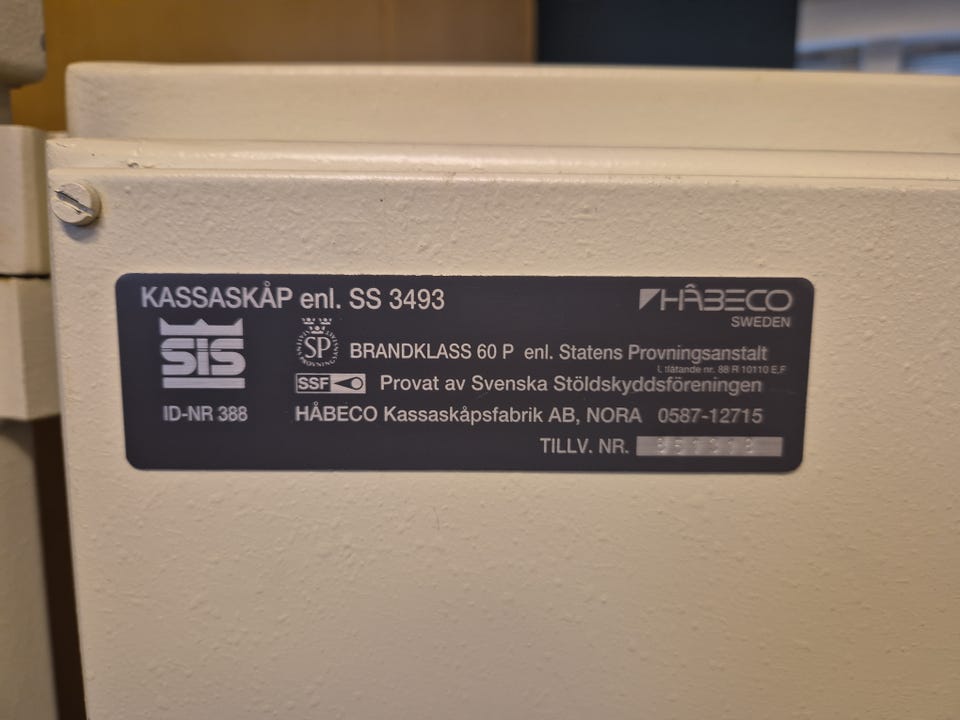 KASSASKÅP enl. SS 3493
HÅBECO
SWEDEN
SIS
SP
BRANDKLASS 60 P enl. Statens Provningsanstalt
utlåtande nr. 88 R 10110 E,F
SSF
Provat av Svenska Stöldskyddsföreningen
ID-NR 388
HÅBECO Kassaskåpsfabrik AB, NORA 0587-12715
TILLV. NR.